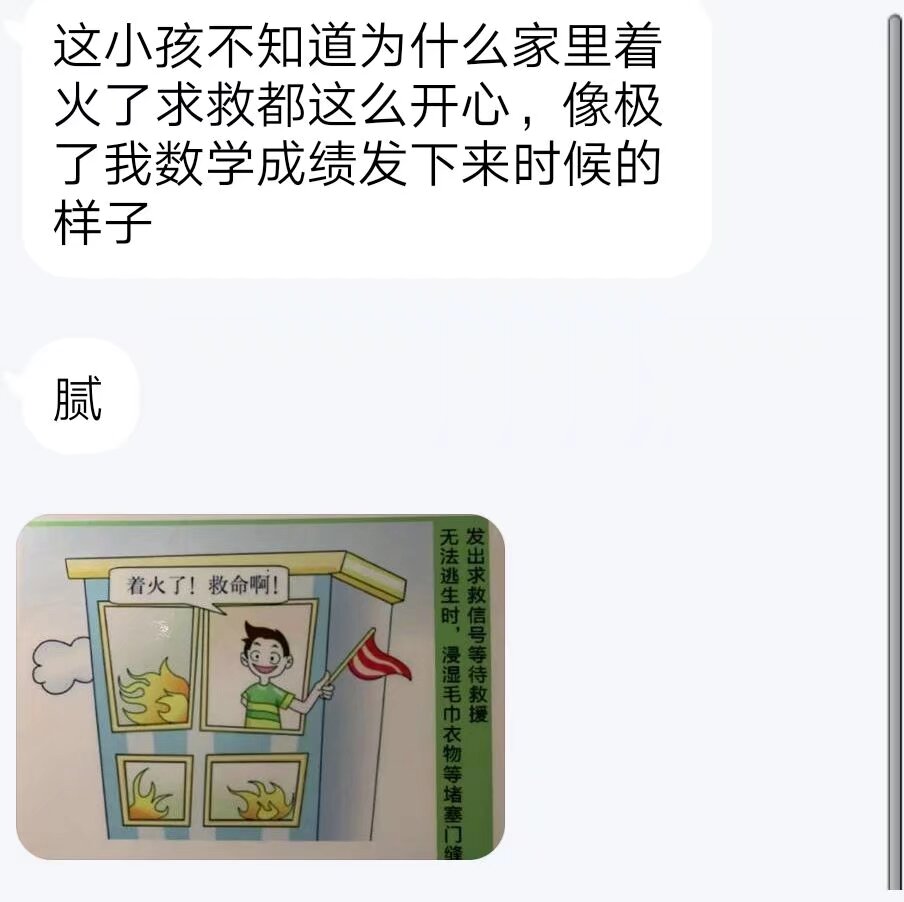 这小孩不知道为什么家里着
火了求救都这么开心，像极
了我数学成绩发下来时候的
样子
腻
着火了！救命啊！
发出求救信号等待救援
无法逃生时，浸湿毛巾衣物等堵塞门缝